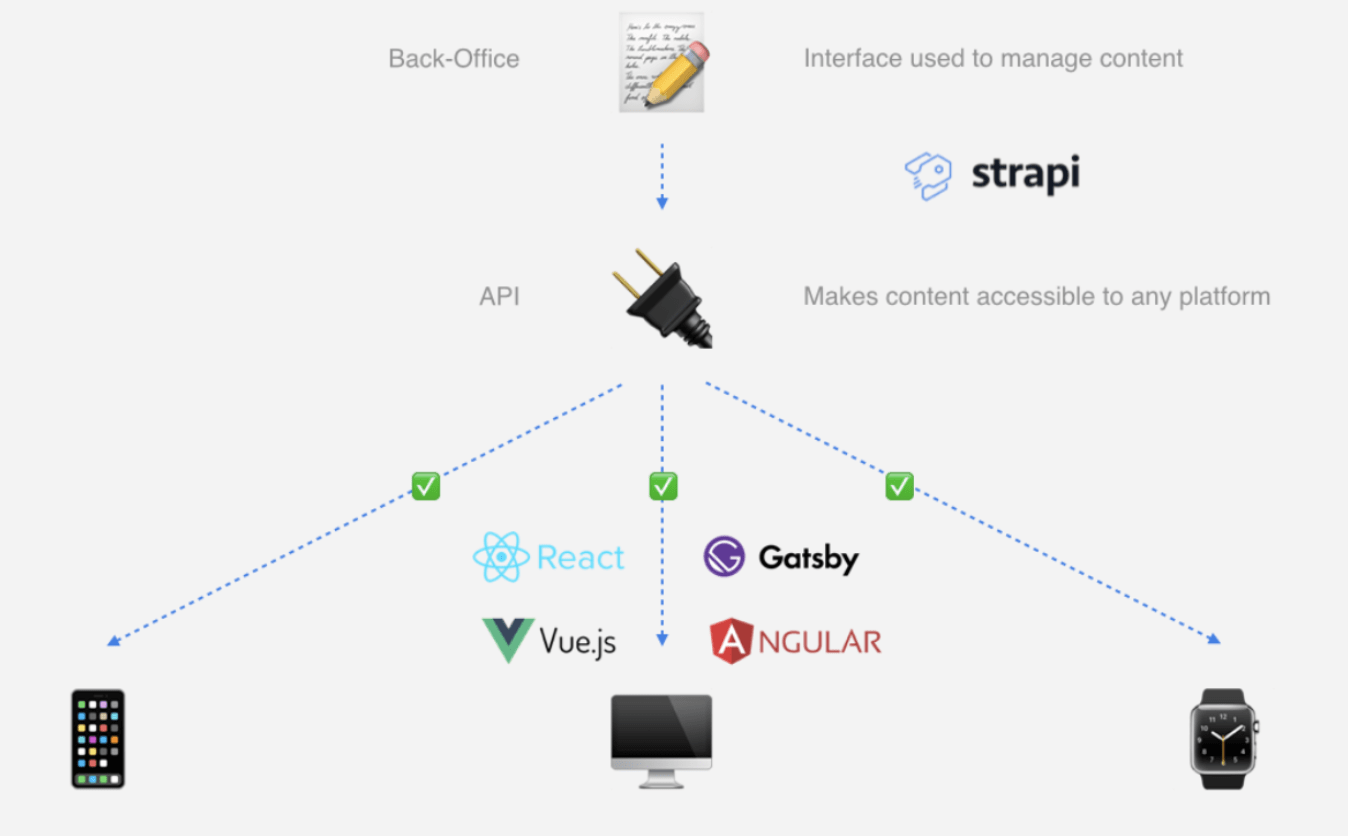 Back-Office
Interface used to manage content
strapi
API
Makes content accessible to any platform
React
Gatsby
Vue.js
ANGULAR